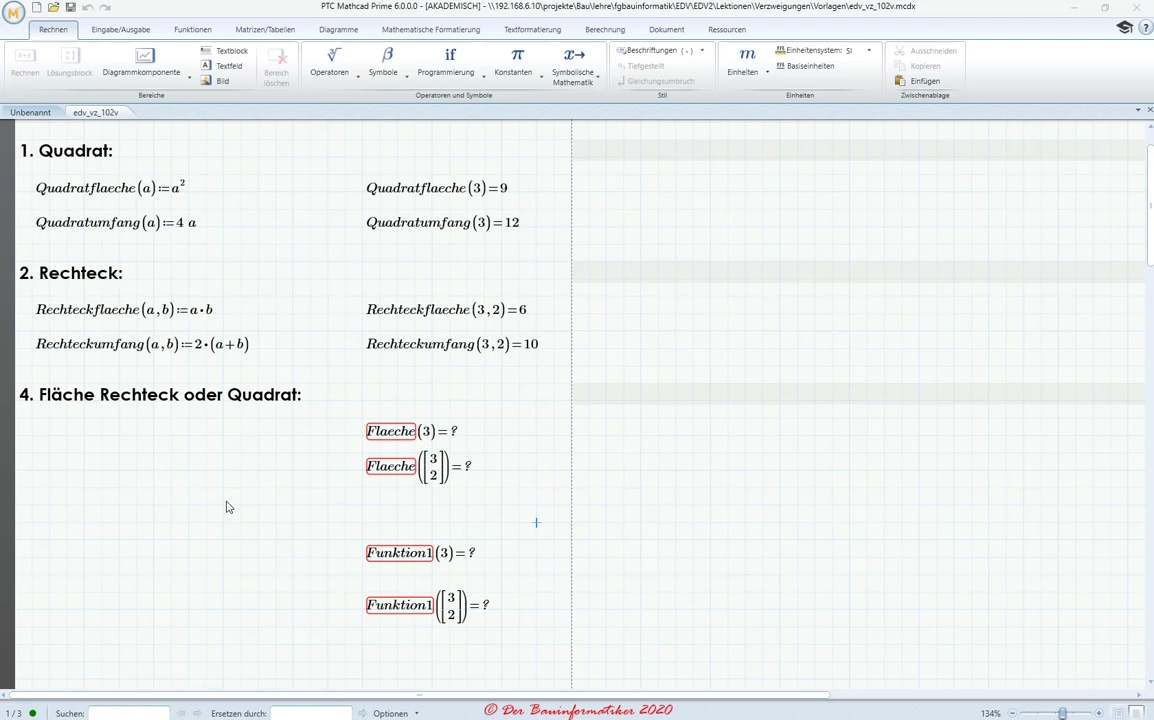 PTC Mathcad Prime 6.0.0.0 - [AKADEMISCH] - \\192.168.6.10\projekte\Bau\lehre\fgbauinformatik\EDV\EDV2\Lektionen\Verzweigungen\Vorlagen\edv_vz_102v.mcdx
Rechnen Eingabe/Ausgabe Funktionen Matrizen/Tabellen Diagramme Mathematische Formatierung Textformatierung Berechnung Dokument Ressourcen
Rechnen Lösungsblock Diagrammkomponente Textblock Textfeld Bild Bereich löschen
Operatoren Symbole Programmierung Konstanten Symbolische Mathematik
Beschriftungen ( - ) Tiefgestellt Gleichungsumbruch
Einheiten Einheitensystem: SI Basiseinheiten
Ausschneiden Kopieren Einfügen
Bereiche Operatoren und Symbole Stil Einheiten Zwischenablage
Unbenannt edv_vz_102v
1. Quadrat:
Quadratflaeche(a):=a²
Quadratflaeche(3)=9
Quadratumfang(a):=4 a
Quadratumfang(3)=12
2. Rechteck:
Rechteckflaeche(a,b):=a•b
Rechteckflaeche(3,2)=6
Rechteckumfang(a,b):=2•(a+b)
Rechteckumfang(3,2)=10
4. Fläche Rechteck oder Quadrat:
Flaeche(3)=?
Flaeche([3 2])=?
Funktion1(3)=?
Funktion1([3 2])=?
1 / 3 Suchen: Ersetzen durch: Optionen © Der Bauinformatiker 2020 134%